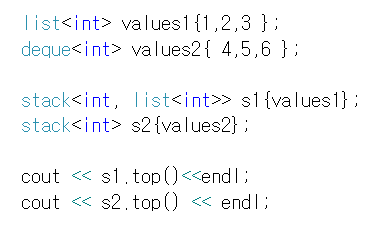 list<int> values1{1,2,3 };
deque<int> values2{ 4,5,6 };
stack<int, list<int>> s1{values1};
stack<int> s2{values2};
cout << s1.top()<<endl;
cout << s2.top() << endl;